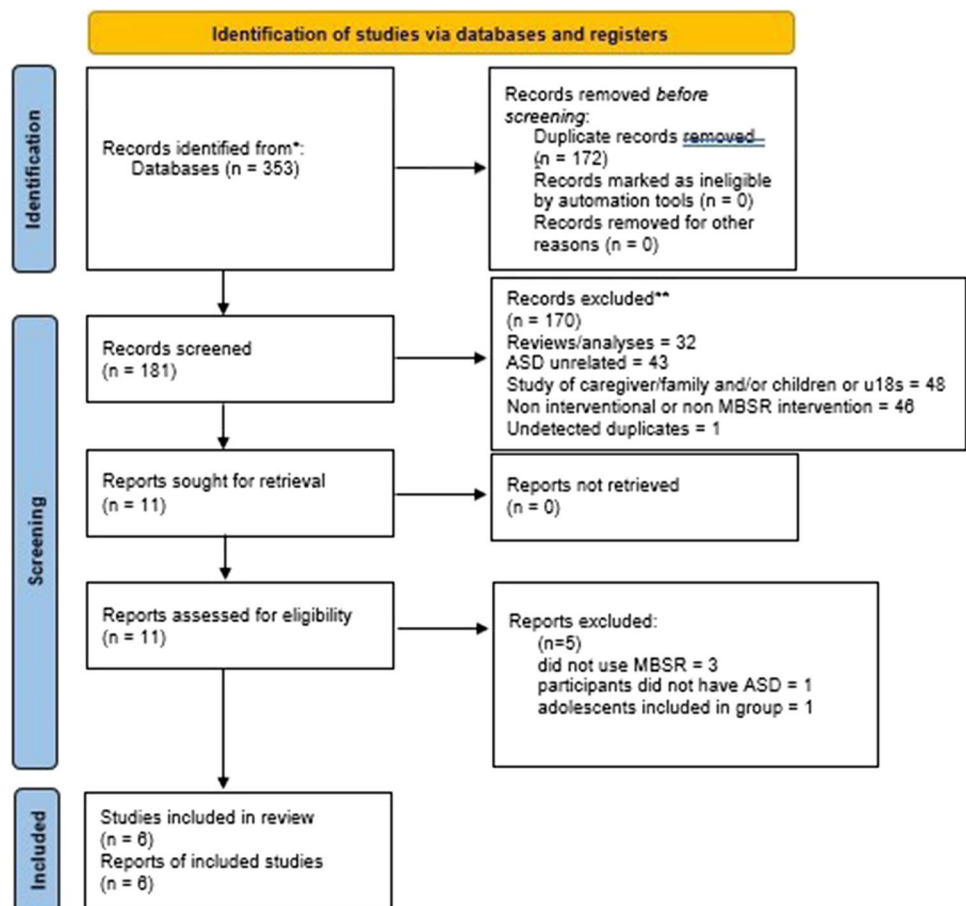 Identification of studies via databases and registers
Identification
Records identified from*:
Databases (n = 353)
Records removed before
screening:
Duplicate records removed
(n = 172)
Records marked as ineligible
by automation tools (n = 0)
Records removed for other
reasons (n = 0)
Screening
Records screened
(n = 181)
Records excluded**
(n = 170)
Reviews/analyses = 32
ASD unrelated = 43
Study of caregiver/family and/or children or u18s = 48
Non interventional or non MBSR intervention = 46
Undetected duplicates = 1
Reports sought for retrieval
(n = 11)
Reports not retrieved
(n = 0)
Reports assessed for eligibility
(n = 11)
Reports excluded:
(n=5)
did not use MBSR = 3
participants did not have ASD = 1
adolescents included in group = 1
Included
Studies included in review
(n = 6)
Reports of included studies
(n = 6)